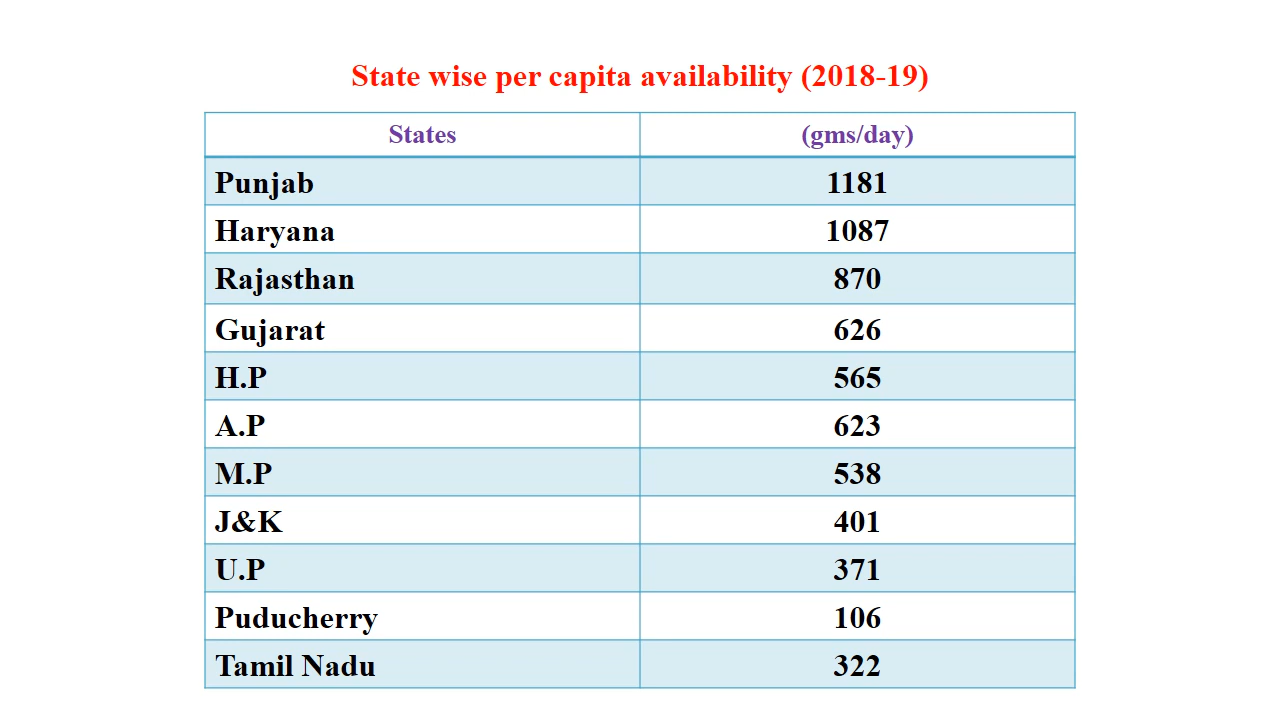 State wise per capita availability (2018-19)
States (gms/day)
Punjab 1181
Haryana 1087
Rajasthan 870
Gujarat 626
H.P 565
A.P 623
M.P 538
J&K 401
U.P 371
Puducherry 106
Tamil Nadu 322